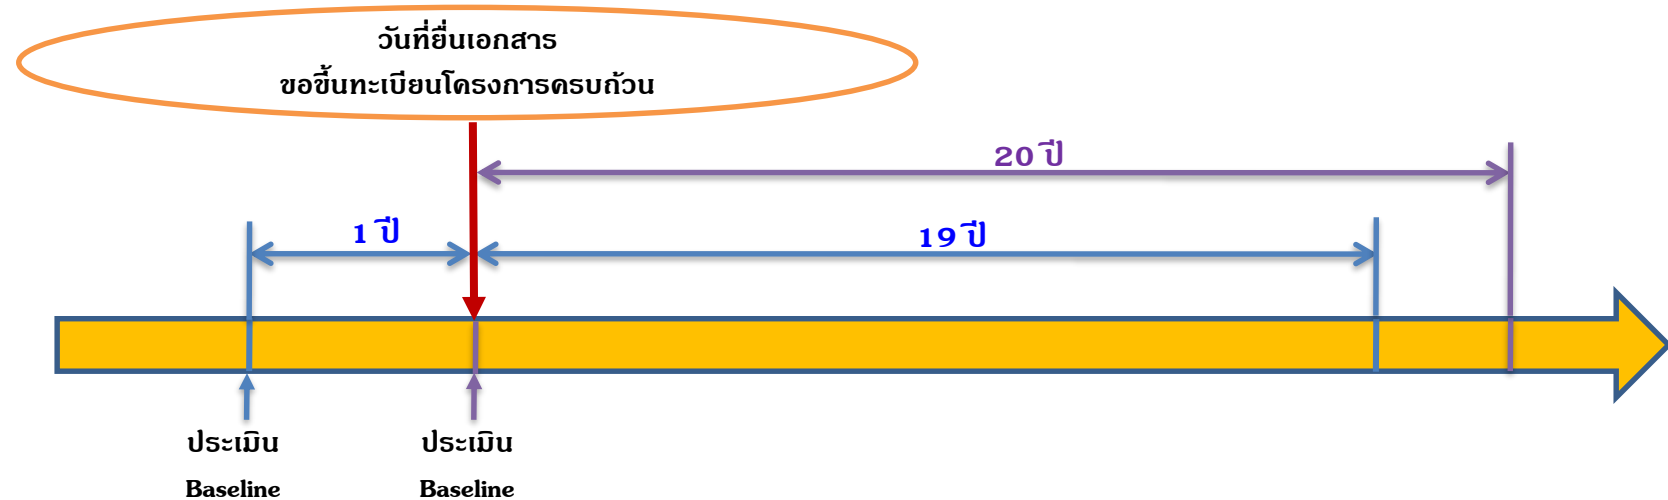 วันที่ยื่นเอกสาร
ขอขึ้นทะเบียนโครงการครบถ้วน
20 ปี
1 ปี
19 ปี
ประเมิน
Baseline
ประเมิน
Baseline